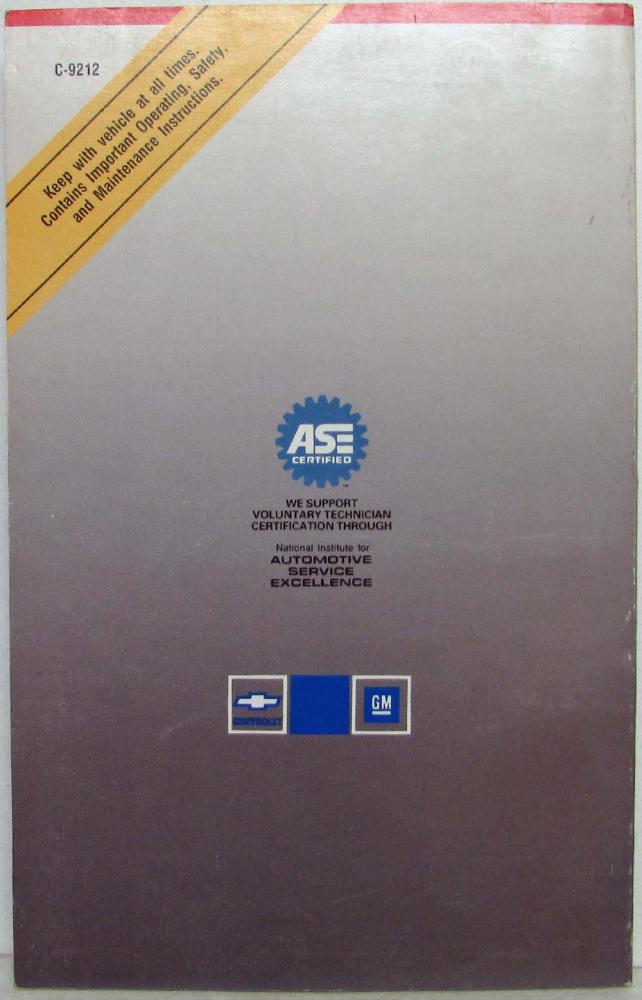 C-9212
Keep with vehicle at all times.
Contains Important Operating, Safety,
and Maintenance Instructions.
ASE
CERTIFIED
™
WE SUPPORT
VOLUNTARY TECHNICIAN
CERTIFICATION THROUGH
National Institute for
AUTOMOTIVE
SERVICE
EXCELLENCE
CHEVROLET
GM